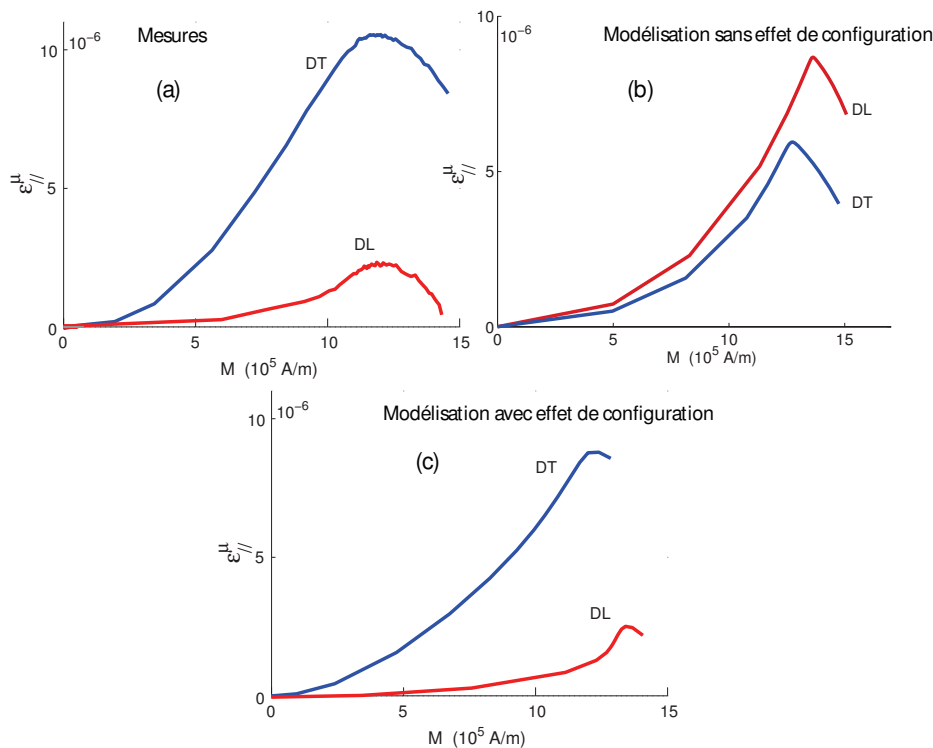 Mesures
10⁻⁶
10
5
0
(a)
DT
DL
ε^μ_//
0
5
10
15
M (10⁵ A/m)
Modélisation sans effet de configuration
10⁻⁶
10
5
0
(b)
DL
DT
ε^μ_//
0
5
10
15
M (10⁵ A/m)
Modélisation avec effet de configuration
10⁻⁶
10
5
0
(c)
DT
DL
ε^μ_//
0
5
10
15
M (10⁵ A/m)